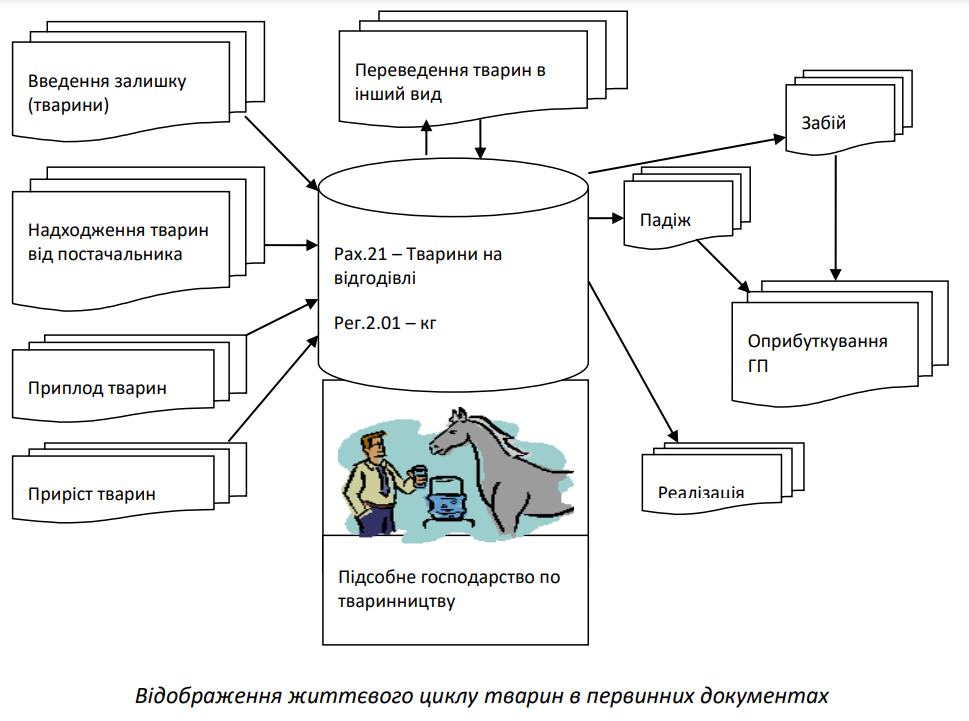 Введення залишку
(тварини)
Переведення тварин в
інший вид
Забій
Надходження тварин
від постачальника
Падіж
Рах.21 – Тварини на
відгодівлі
Рег.2.01 – кг
Оприбуткування
ГП
Приплод тварин
Приріст тварин
Реалізація
Підсобне господарство по
тваринництву
Відображення життєвого циклу тварин в первинних документах